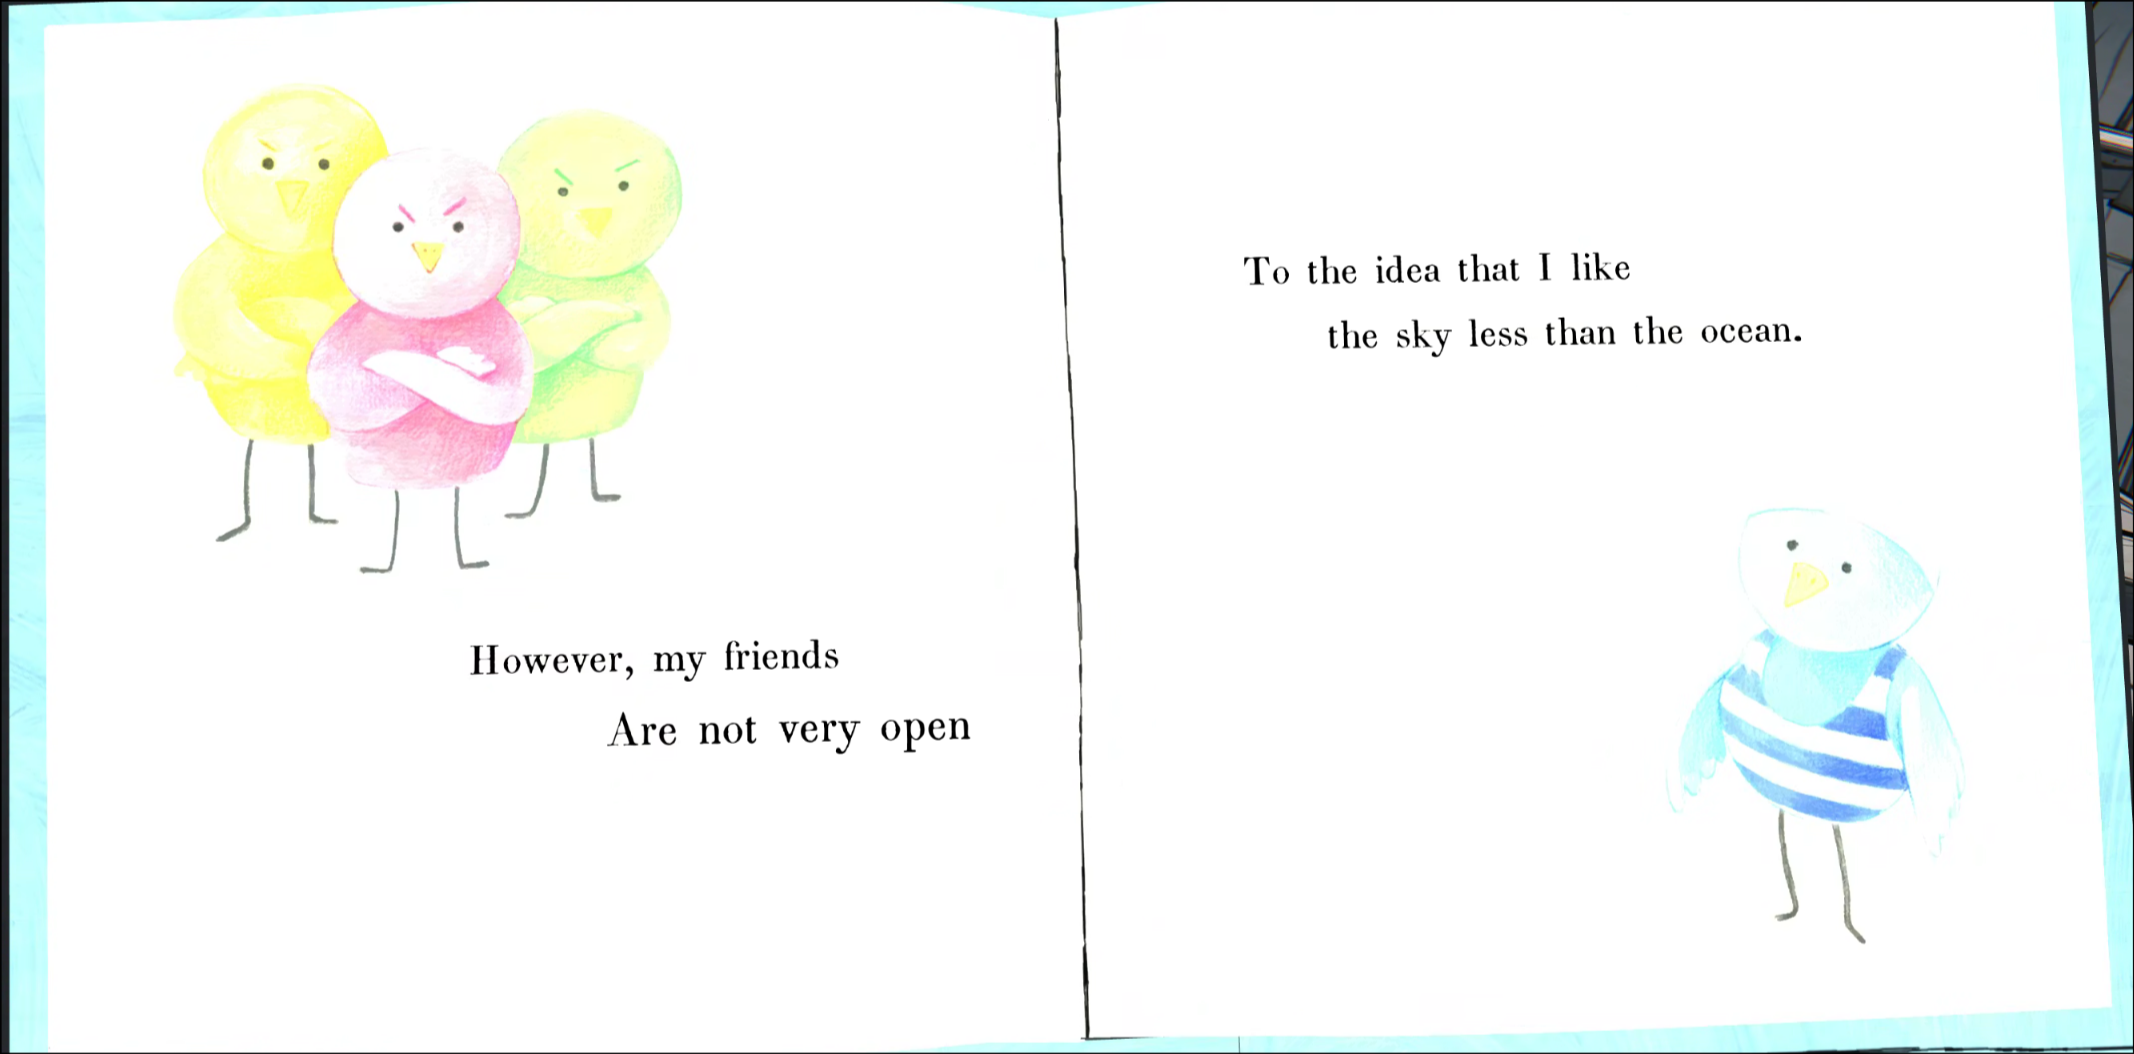 However, my friends
Are not very open
To the idea that I like
the sky less than the ocean.